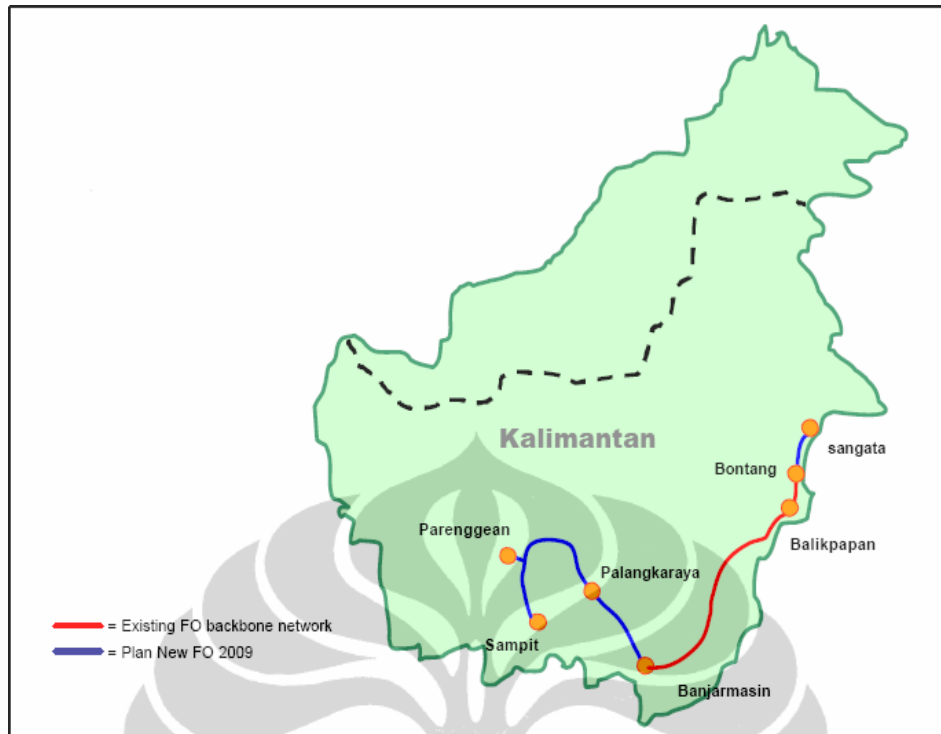 Kalimantan
sangata
Bontang
Balikpapan
Parenggean
Palangkaraya
Sampit
Banjarmasin
= Existing FO backbone network
= Plan New FO 2009